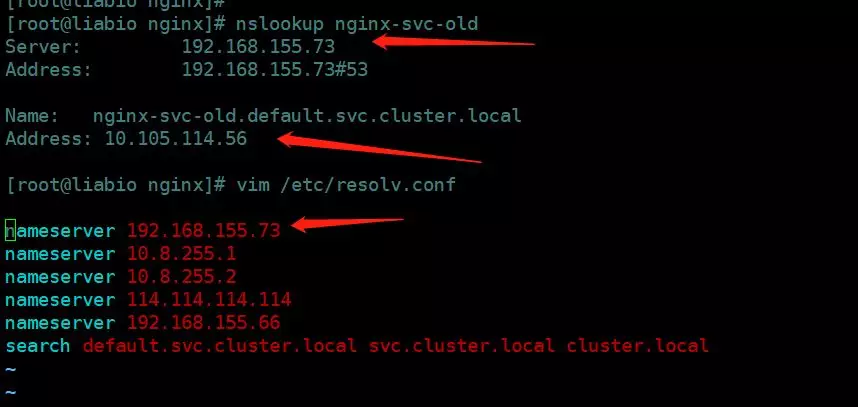 [root@liabio nginx]#
[root@liabio nginx]# nslookup nginx-svc-old
Server:         192.168.155.73
Address:        192.168.155.73#53
Name:   nginx-svc-old.default.svc.cluster.local
Address: 10.105.114.56
[root@liabio nginx]# vim /etc/resolv.conf
nameserver 192.168.155.73
nameserver 10.8.255.1
nameserver 10.8.255.2
nameserver 114.114.114.114
nameserver 192.168.155.66
search default.svc.cluster.local svc.cluster.local cluster.local
~
~